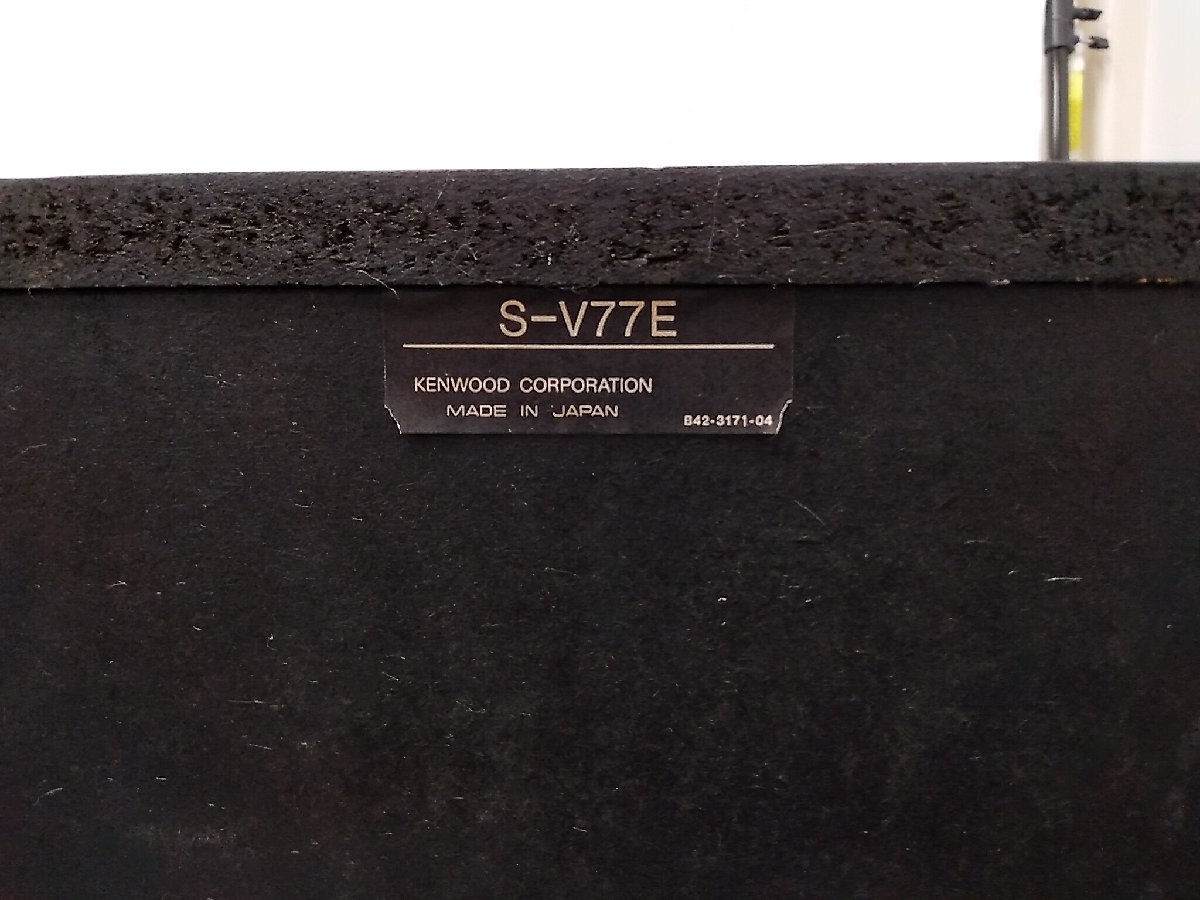 S-V77E
KENWOOD CORPORATION
MADE IN JAPAN
B42-3171-04